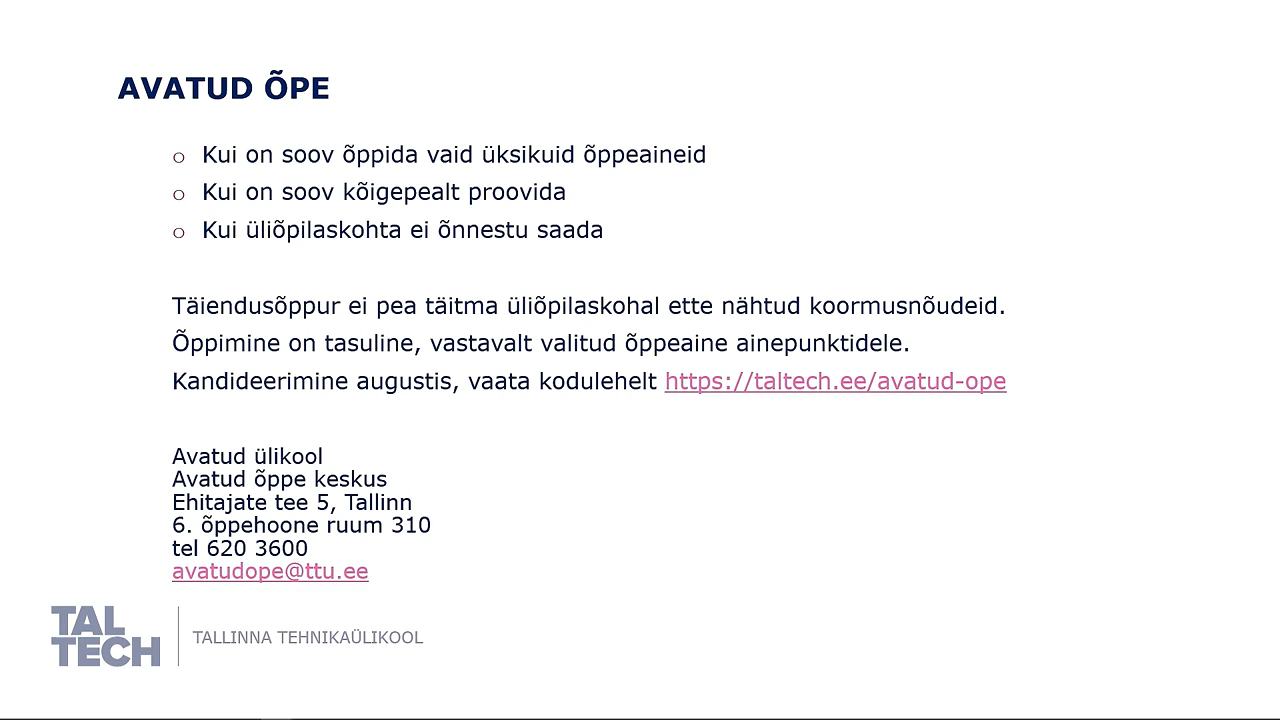 AVATUD ÕPE
o Kui on soov õppida vaid üksikuid õppeaineid
o Kui on soov kõigepealt proovida
o Kui üliõpilaskohta ei õnnestu saada
Täiendusõppur ei pea täitma üliõpilaskohal ette nähtud koormusnõudeid.
Õppimine on tasuline, vastavalt valitud õppeaine ainepunktidele.
Kandideerimine augustis, vaata kodulehelt https://taltech.ee/avatud-ope
Avatud ülikool
Avatud õppe keskus
Ehitajate tee 5, Tallinn
6. õppehoone ruum 310
tel 620 3600
avatudope@ttu.ee
TAL
TECH
TALLINNA TEHNIKAÜLIKOOL